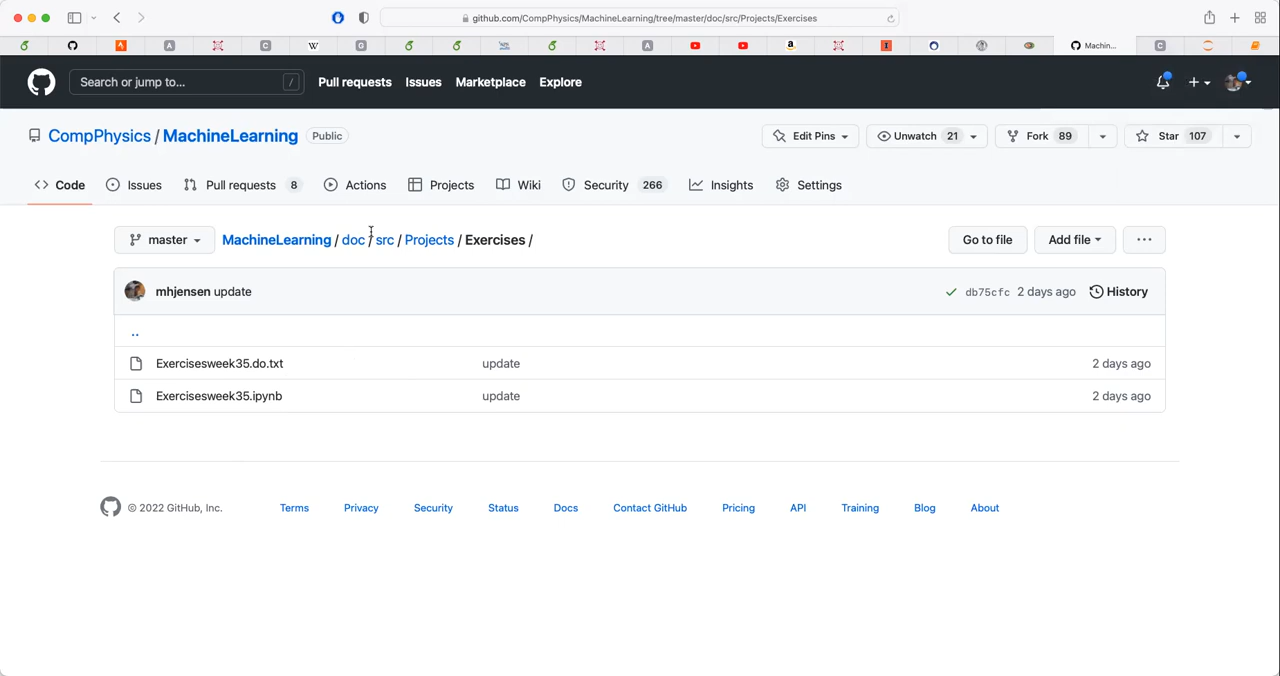 github.com/CompPhysics/MachineLearning/tree/master/doc/src/Projects/Exercises
Machin...
Search or jump to... /
Pull requests Issues Marketplace Explore
CompPhysics / MachineLearning Public
Edit Pins Unwatch 21 Fork 89 Star 107
Code Issues Pull requests 8 Actions Projects Wiki Security 266 Insights Settings
master MachineLearning / doc / src / Projects / Exercises / Go to file Add file ...
mhjensen update db75cfc 2 days ago History
..
Exercisesweek35.do.txt update 2 days ago
Exercisesweek35.ipynb update 2 days ago
© 2022 GitHub, Inc. Terms Privacy Security Status Docs Contact GitHub Pricing API Training Blog About